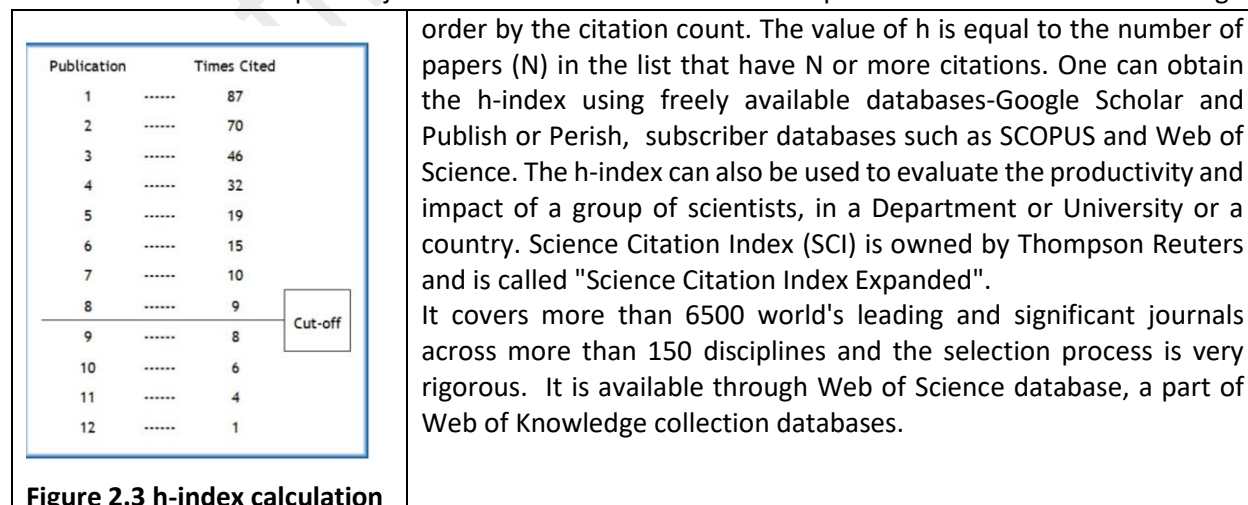 order by the citation count. The value of h is equal to the number of
papers (N) in the list that have N or more citations. One can obtain
the h-index using freely available databases-Google Scholar and
Publish or Perish, subscriber databases such as SCOPUS and Web of
Science. The h-index can also be used to evaluate the productivity and
impact of a group of scientists, in a Department or University or a
country. Science Citation Index (SCI) is owned by Thompson Reuters
and is called "Science Citation Index Expanded".
It covers more than 6500 world's leading and significant journals
across more than 150 disciplines and the selection process is very
rigorous. It is available through Web of Science database, a part of
Web of Knowledge collection databases.
Publication Times Cited
1 ------ 87
2 ------ 70
3 ------ 46
4 ------ 32
5 ------ 19
6 ------ 15
7 ------ 10
8 ------ 9
Cut-off
9 ------ 8
10 ------ 6
11 ------ 4
12 ------ 1
Figure 2.3 h-index calculation